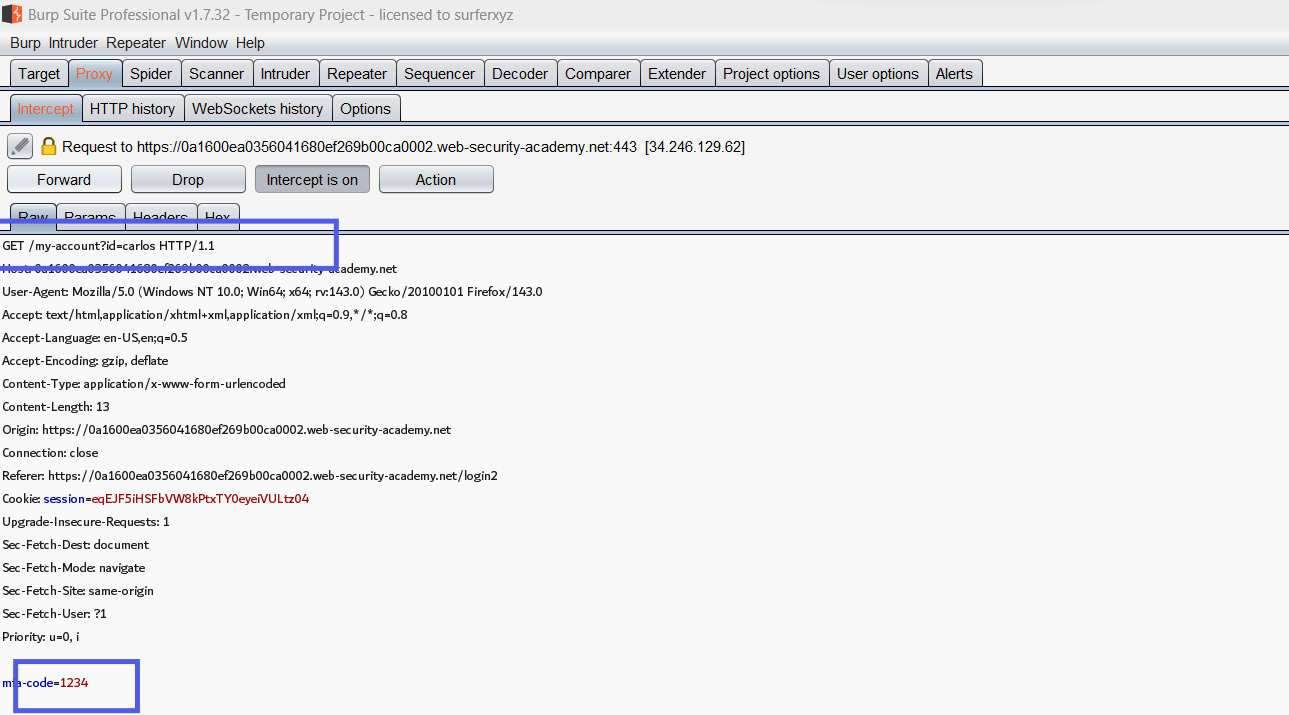 Burp Suite Professional v1.7.32 - Temporary Project - licensed to surferxyz
Burp Intruder Repeater Window Help
Target Proxy Spider Scanner Intruder Repeater Sequencer Decoder Comparer Extender Project options User options Alerts
Intercept HTTP history WebSockets history Options
Request to https://0a1600ea0356041680ef269b00ca0002.web-security-academy.net:443 [34.246.129.62]
Forward Drop Intercept is on Action
Raw Params Headers Hex
GET /my-account?id=carlos HTTP/1.1
Host: 0a1600ea0356041680ef269b00ca0002.web-security-academy.net
User-Agent: Mozilla/5.0 (Windows NT 10.0; Win64; x64; rv:143.0) Gecko/20100101 Firefox/143.0
Accept: text/html,application/xhtml+xml,application/xml;q=0.9,*/*;q=0.8
Accept-Language: en-US,en;q=0.5
Accept-Encoding: gzip, deflate
Content-Type: application/x-www-form-urlencoded
Content-Length: 13
Origin: https://0a1600ea0356041680ef269b00ca0002.web-security-academy.net
Connection: close
Referer: https://0a1600ea0356041680ef269b00ca0002.web-security-academy.net/login2
Cookie: session=eqEJF5iHSFbVW8kPtxTY0eyeiVULtz04
Upgrade-Insecure-Requests: 1
Sec-Fetch-Dest: document
Sec-Fetch-Mode: navigate
Sec-Fetch-Site: same-origin
Sec-Fetch-User: ?1
Priority: u=0, i
mfa-code=1234